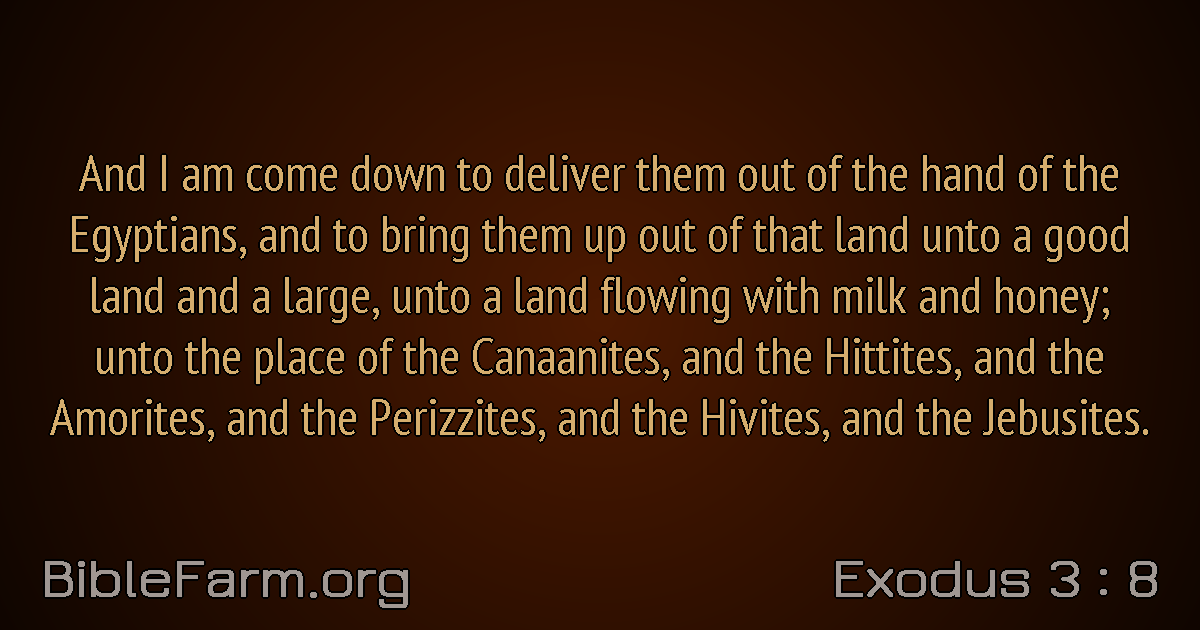 And I am come down to deliver them out of the hand of the
Egyptians, and to bring them up out of that land unto a good
land and a large, unto a land flowing with milk and honey;
unto the place of the Canaanites, and the Hittites, and the
Amorites, and the Perizzites, and the Hivites, and the Jebusites.
BibleFarm.org
Exodus 3 : 8